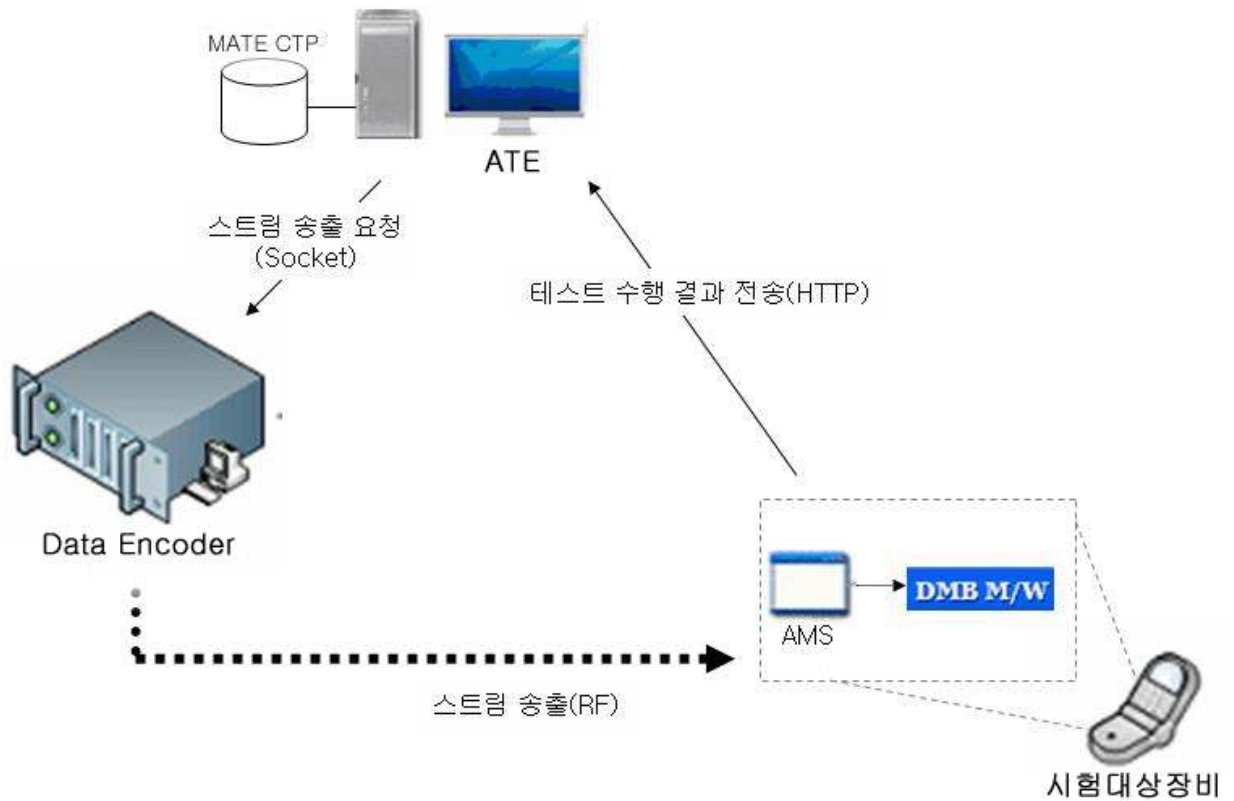 MATE CTP
ATE
스트림 송출 요청
(Socket)
테스트 수행 결과 전송(HTTP)
Data Encoder
DMB M/W
AMS
스트림 송출(RF)
시험대상장비